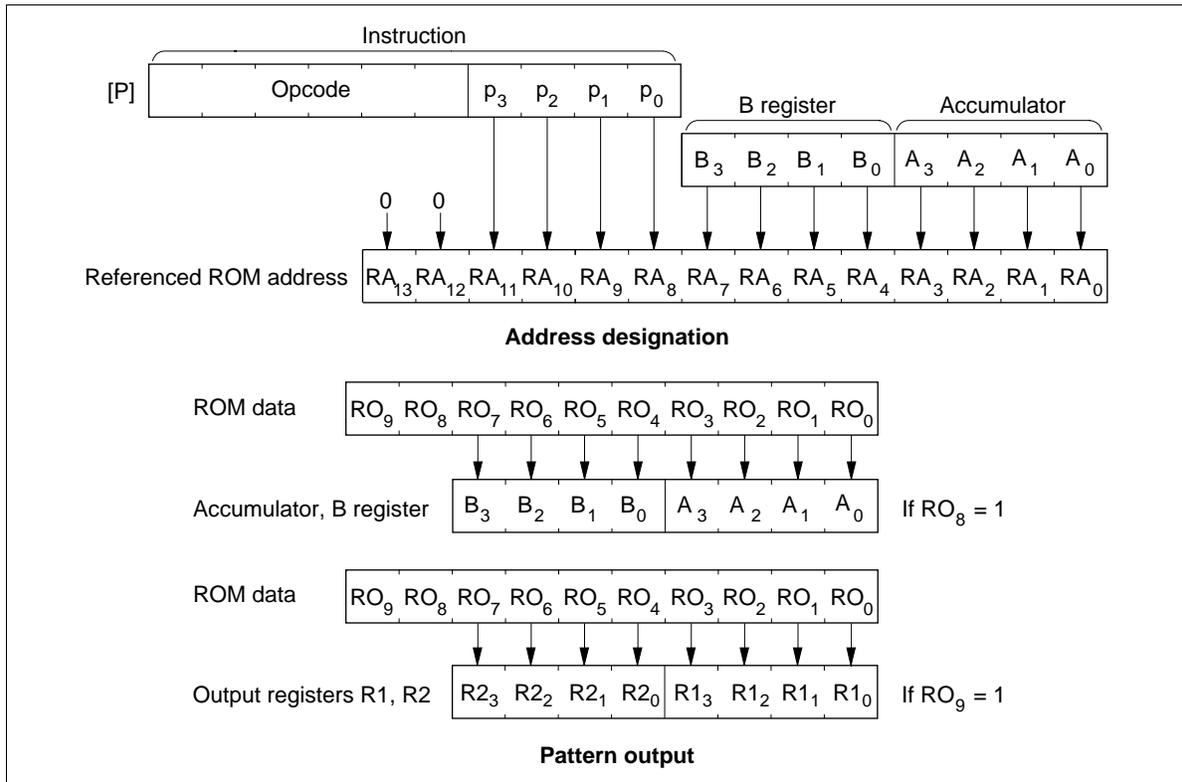 Instruction
[P] Opcode p3 p2 p1 p0
B register Accumulator
B3 B2 B1 B0 A3 A2 A1 A0
0 0
Referenced ROM address RA13 RA12 RA11 RA10 RA9 RA8 RA7 RA6 RA5 RA4 RA3 RA2 RA1 RA0
Address designation
ROM data RO9 RO8 RO7 RO6 RO5 RO4 RO3 RO2 RO1 RO0
Accumulator, B register B3 B2 B1 B0 A3 A2 A1 A0 If RO8 = 1
ROM data RO9 RO8 RO7 RO6 RO5 RO4 RO3 RO2 RO1 RO0
Output registers R1, R2 R23 R22 R21 R20 R13 R12 R11 R10 If RO9 = 1
Pattern output